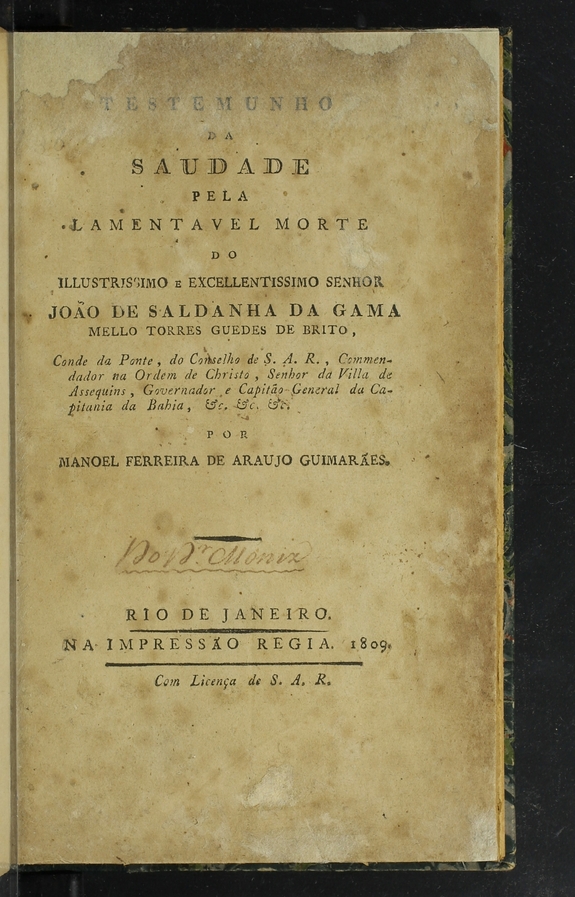 TESTEMUNHO
DA
SAUDADE
PELA
LAMENTAVEL MORTE
DO
ILLUSTRISSIMO E EXCELLENTISSIMO SENHOR
JOÃO DE SALDANHA DA GAMA
MELLO TORRES GUEDES DE BRITO,
Conde da Ponte, do Conselho de S. A. R., Commen-
dador na Ordem de Christo, Senhor da Villa de
Assequins, Governador e Capitão General da Ca-
pitania da Bahia, &c. &c. &c.
POR
MANOEL FERREIRA DE ARAUJO GUIMARÃES.
Do Dr. Moniz
RIO DE JANEIRO.
NA IMPRESSÃO REGIA. 1809.
Com Licença de S. A. R.